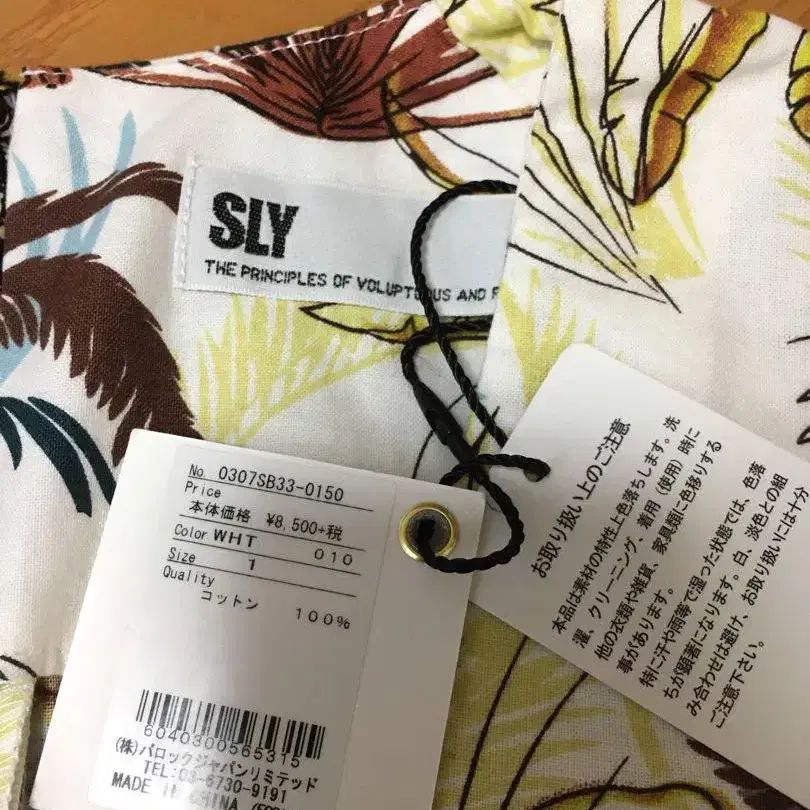 SLY
THE PRINCIPLES OF VOLUPTUOUS AND
No 0307SB33-0150
Price
本体価格 ¥8,500+税
Color WHT 010
Size 1
Quality
コットン 100%
6040300565315
(株)バロックジャパンリミテッド
TEL:03-6730-9191
MADE IN CHINA
お取り扱い上のご注意
本品は素材の特性上色落ちします。洗
濯、クリーニング、着用(使用)時に
他の衣類や雑貨、家具類に色移りする
事があります。
特に汗や雨等で湿った状態では、色落
ちが顕著になります。白、淡色との組
み合わせは避け、お取り扱いには十分
ご注意下さい。